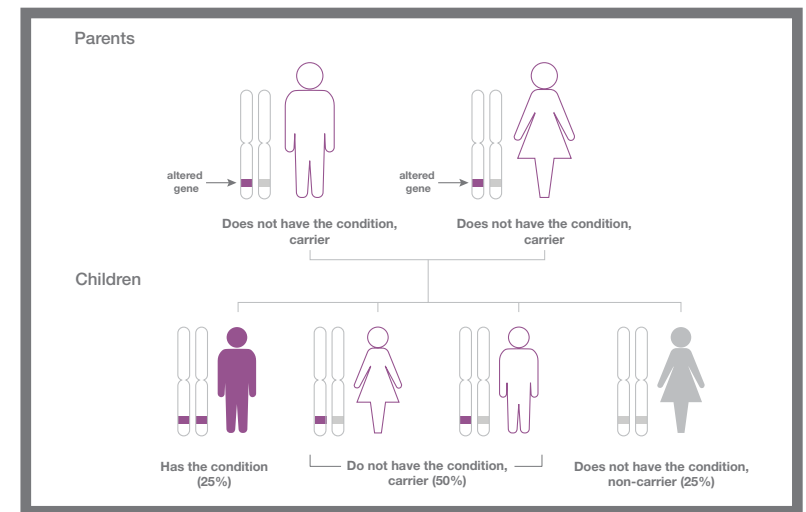 Parents
altered
gene
altered
gene
Does not have the condition,
carrier
Does not have the condition,
carrier
Children
Has the condition
(25%)
Do not have the condition,
carrier (50%)
Does not have the condition,
non-carrier (25%)